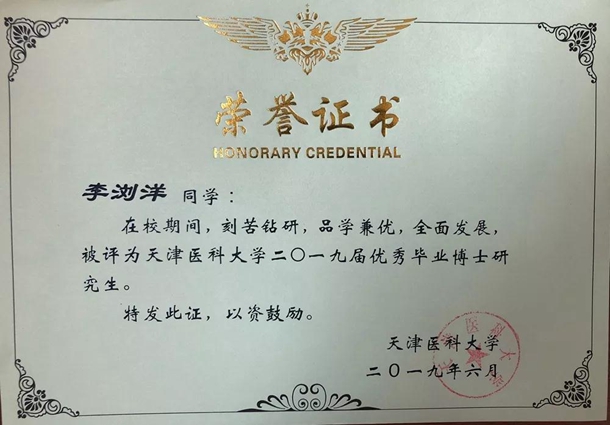 荣誉证书
HONORARY CREDENTIAL
李浏洋 同学：
在校期间，刻苦钻研，品学兼优，全面发展，
被评为天津医科大学二〇一九届优秀毕业博士研
究生。
特发此证，以资鼓励。
天津医科大学
二〇一九年六月